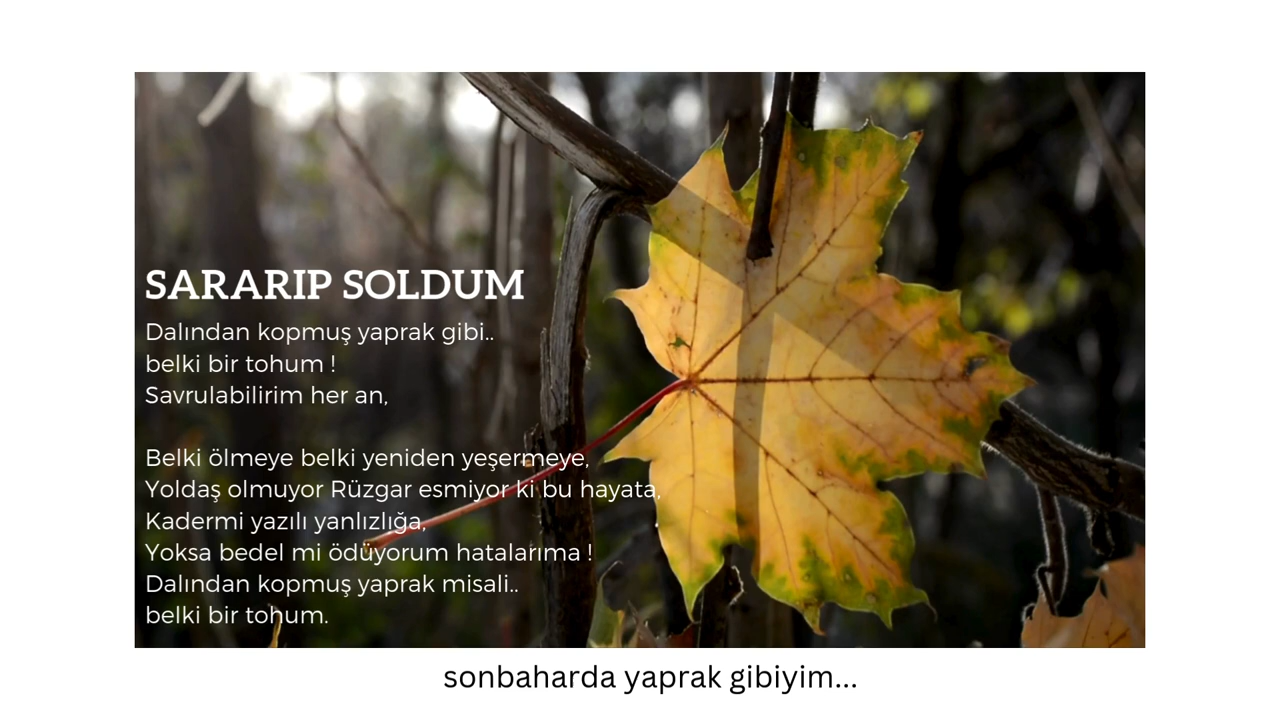 SARARIP SOLDUM
Dalından kopmuş yaprak gibi..
belki bir tohum !
Savrulabilirim her an,
Belki ölmeye belki yeniden yeşermeye,
Yoldaş olmuyor Rüzgar esmiyor ki bu hayata,
Kadermi yazılı yanlızlığa,
Yoksa bedel mi ödüyorum hatalarıma !
Dalından kopmuş yaprak misali..
belki bir tohum.
sonbaharda yaprak gibiyim...